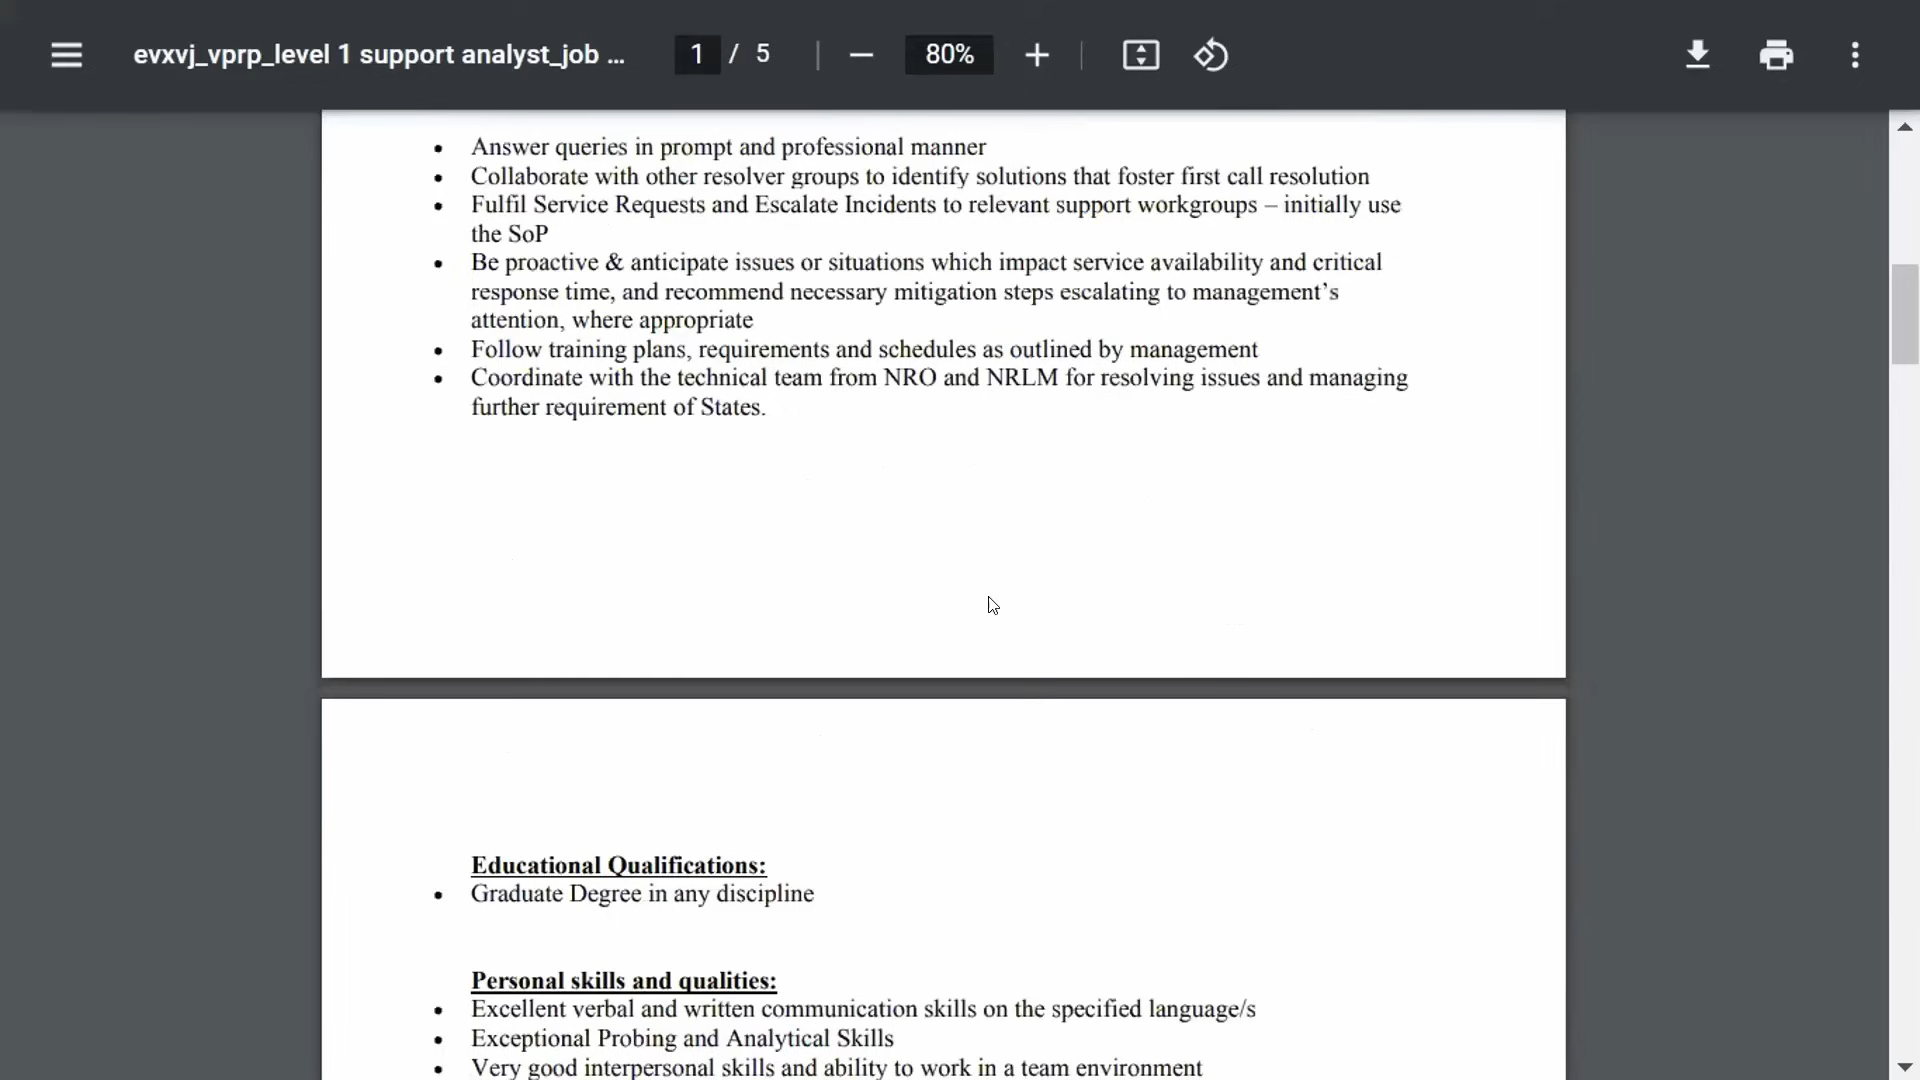 evxvj_vprp_level 1 support analyst_job ...
1 / 5
80%
• Answer queries in prompt and professional manner
• Collaborate with other resolver groups to identify solutions that foster first call resolution
• Fulfil Service Requests and Escalate Incidents to relevant support workgroups – initially use
the SoP
• Be proactive & anticipate issues or situations which impact service availability and critical
response time, and recommend necessary mitigation steps escalating to management’s
attention, where appropriate
• Follow training plans, requirements and schedules as outlined by management
• Coordinate with the technical team from NRO and NRLM for resolving issues and managing
further requirement of States.
Educational Qualifications:
• Graduate Degree in any discipline
Personal skills and qualities:
• Excellent verbal and written communication skills on the specified language/s
• Exceptional Probing and Analytical Skills
• Very good interpersonal skills and ability to work in a team environment